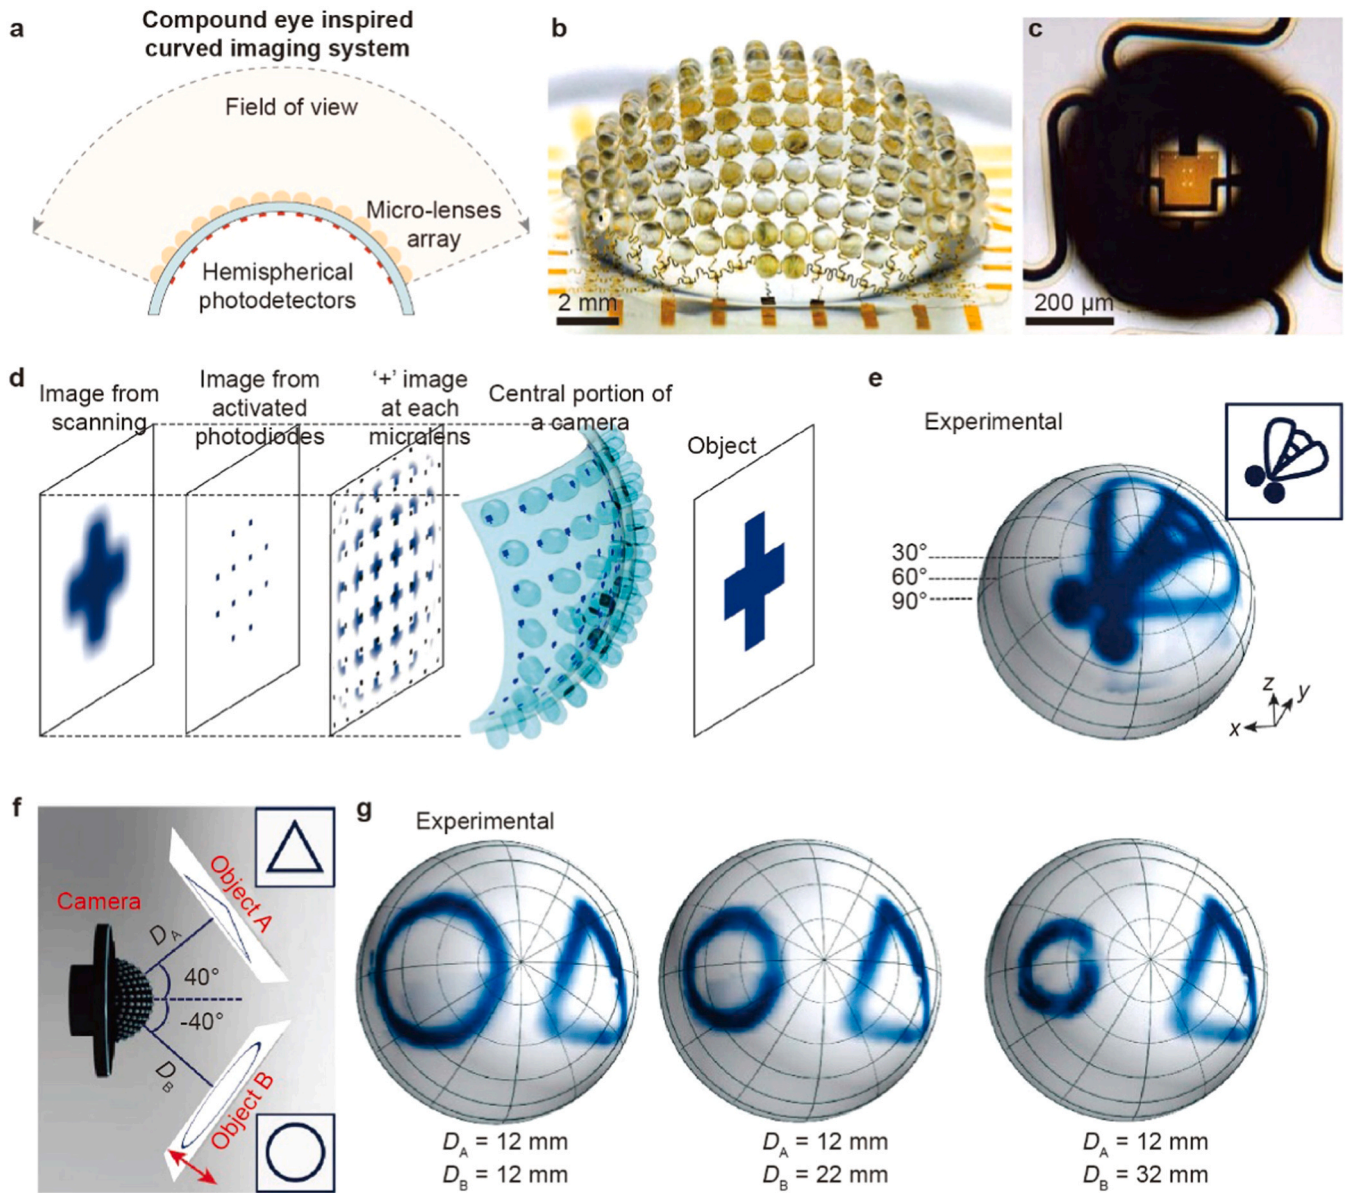 a
Compound eye inspired
curved imaging system
Field of view
Micro-lenses
array
Hemispherical
photodetectors
b
2 mm
c
200 µm
d
Image from
scanning
Image from
activated
photodiodes
‘+’ image
at each
microlens
Central portion of
a camera
Object
e
Experimental
30°
60°
90°
z
y
x
f
Camera
Object A
D_A
40°
-40°
D_B
Object B
g
Experimental
D_A = 12 mm
D_B = 12 mm
D_A = 12 mm
D_B = 22 mm
D_A = 12 mm
D_B = 32 mm